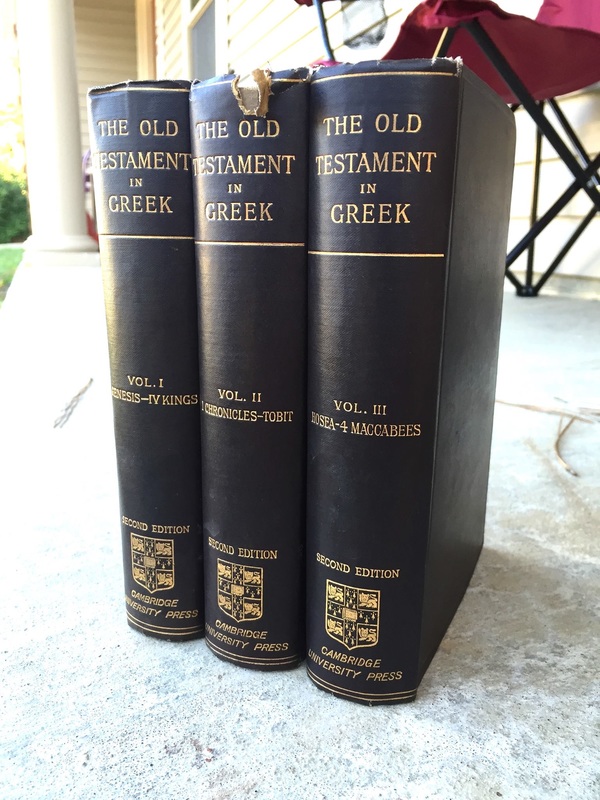 THE OLD
TESTAMENT
IN
GREEK
VOL. I
GENESIS—IV KINGS
SECOND EDITION
CAMBRIDGE
UNIVERSITY PRESS
THE OLD
TESTAMENT
IN
GREEK
VOL. II
I CHRONICLES–TOBIT
SECOND EDITION
CAMBRIDGE
UNIVERSITY PRESS
THE OLD
TESTAMENT
IN
GREEK
VOL. III
HOSEA-4 MACCABEES
SECOND EDITION
CAMBRIDGE
UNIVERSITY PRESS